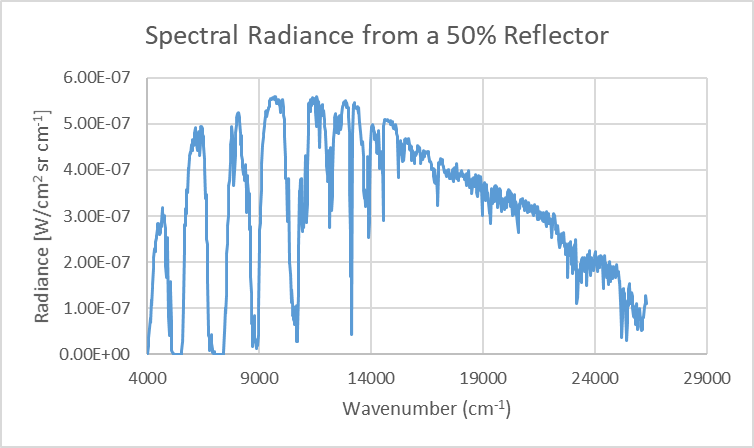 Spectral Radiance from a 50% Reflector
6.00E-07
5.00E-07
4.00E-07
3.00E-07
2.00E-07
1.00E-07
0.00E+00
Radiance [W/cm² sr cm⁻¹]
4000 9000 14000 19000 24000 29000
Wavenumber (cm⁻¹)